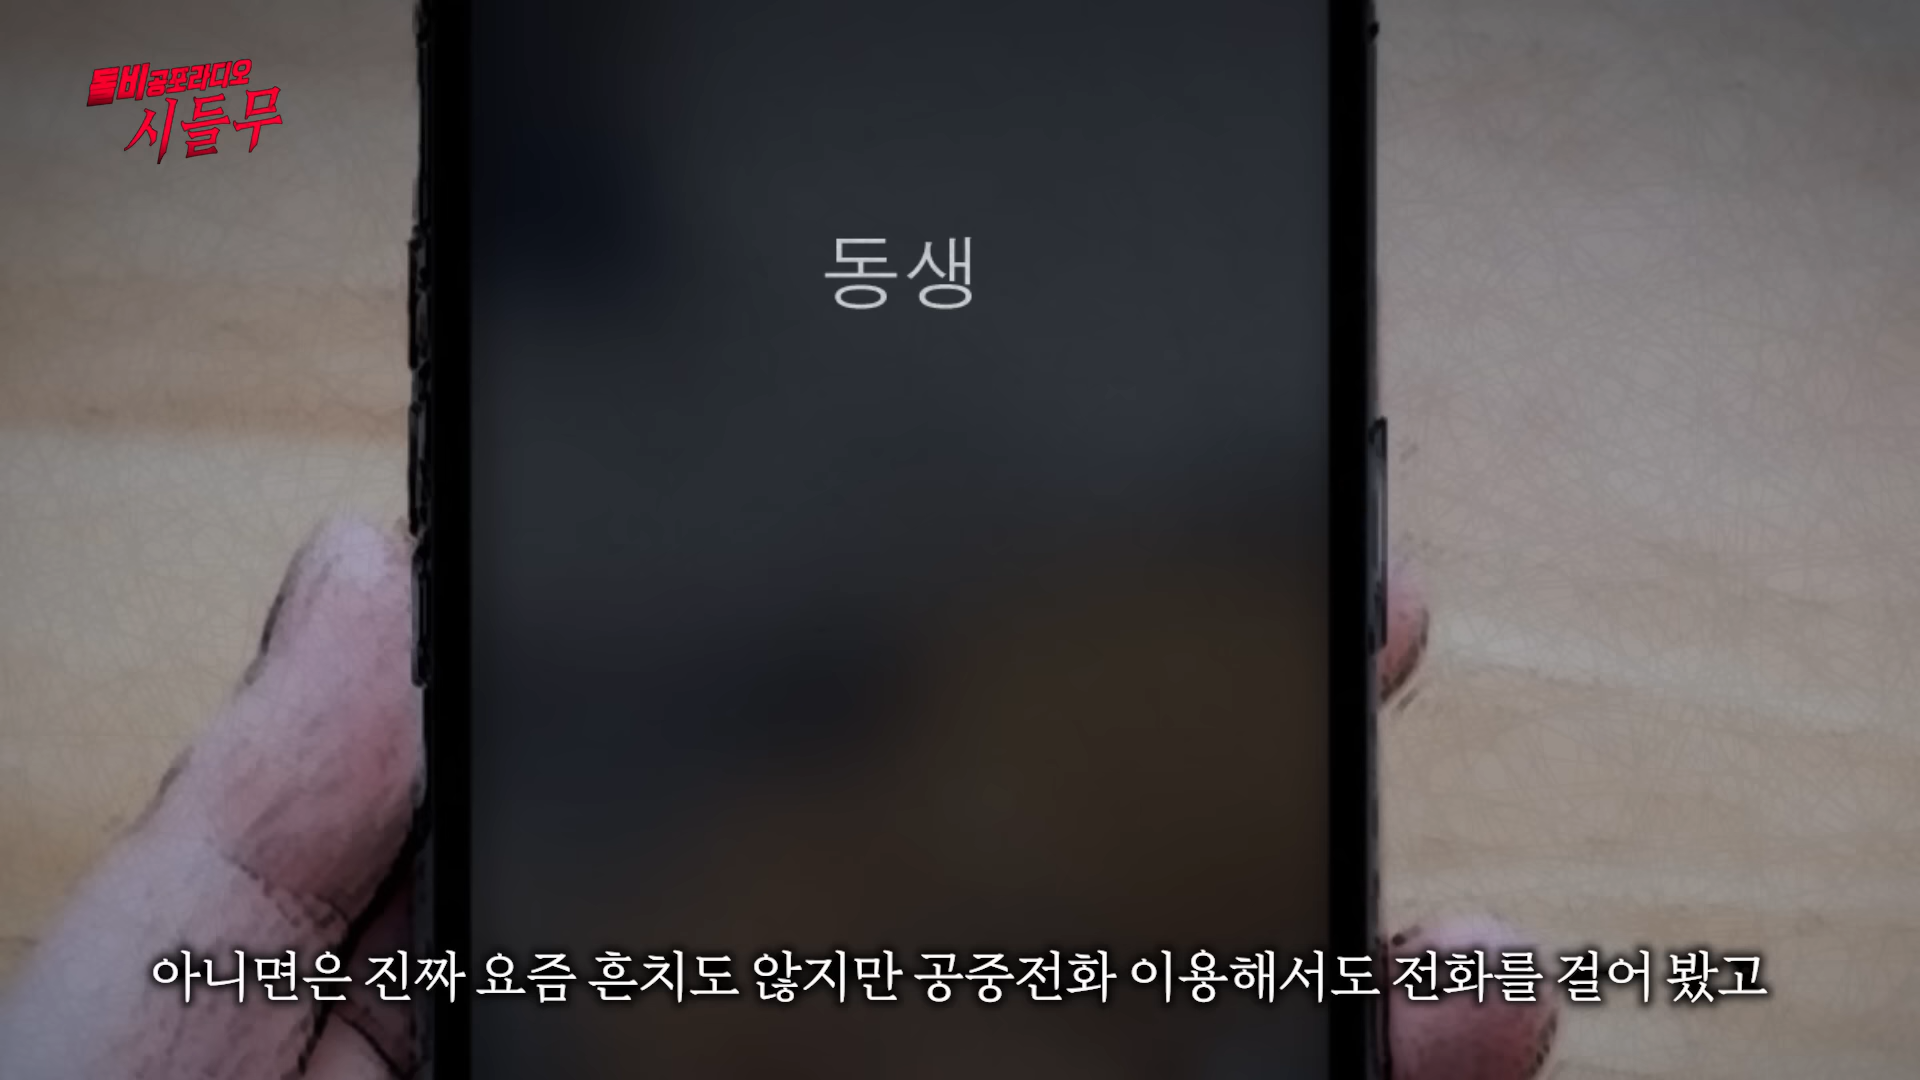 돌비공포라디오
시들무
동생
아니면은 진짜 요즘 흔치도 않지만 공중전화 이용해서도 전화를 걸어 봤고